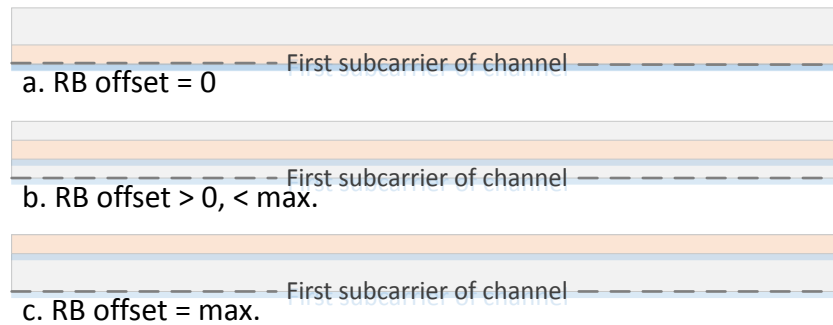 First subcarrier of channel
a. RB offset = 0
First subcarrier of channel
b. RB offset > 0, < max.
First subcarrier of channel
c. RB offset = max.